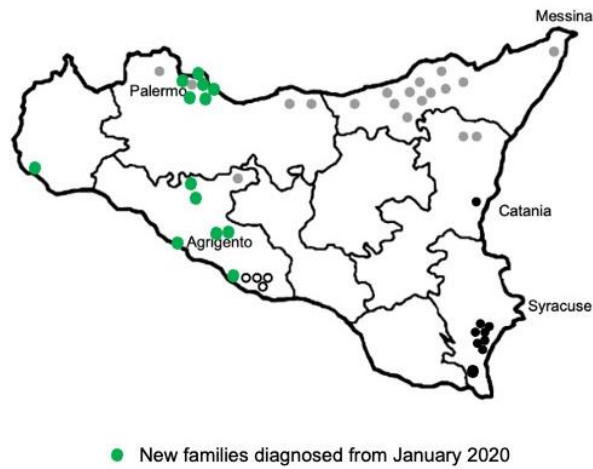 Messina
Palermo
Catania
Agrigento
Syracuse
New families diagnosed from January 2020